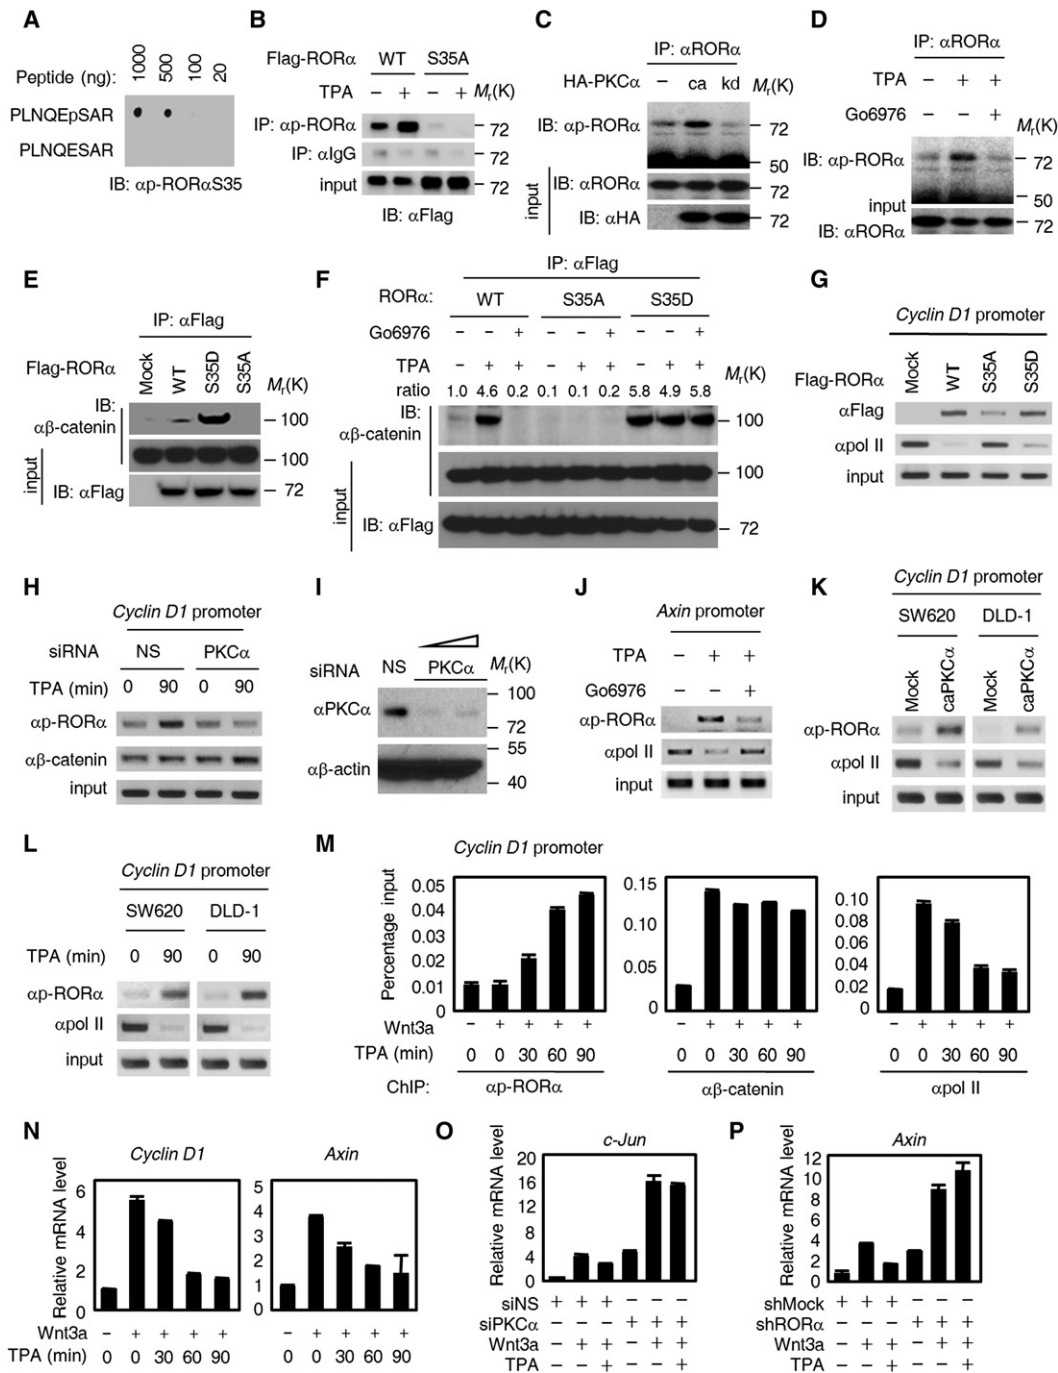 A
Peptide (ng): 1000 500 100 20
PLNQEpSAR
PLNQESAR
IB: αp-RORαS35
B
Flag-RORα WT S35A
TPA – + – + Mr(K)
IP: αp-RORα 72
IP: αIgG 72
input 72
IB: αFlag
C
IP: αRORα
HA-PKCα – ca kd Mr(K)
IB: αp-RORα 72
50
input
IB: αRORα 72
IB: αHA 72
D
IP: αRORα
TPA – + +
Go6976 – – +
Mr(K)
IB: αp-RORα 72
50
input
IB: αRORα 72
E
IP: αFlag
Flag-RORα Mock WT S35D S35A Mr(K)
IB: αβ-catenin 100
input 100
IB: αFlag 72
F
IP: αFlag
RORα: WT S35A S35D
Go6976 – – + – – + – – +
TPA – + + – + + – + + Mr(K)
ratio 1.0 4.6 0.2 0.1 0.1 0.2 5.8 4.9 5.8
IB: αβ-catenin 100
input 100
IB: αFlag 72
G
Cyclin D1 promoter
Flag-RORα Mock WT S35A S35D
αFlag
αpol II
input
H
Cyclin D1 promoter
siRNA NS PKCα
TPA (min) 0 90 0 90
αp-RORα
αβ-catenin
input
I
siRNA NS PKCα Mr(K)
100
αPKCα
72
55
αβ-actin
40
J
Axin promoter
TPA – + +
Go6976 – – +
αp-RORα
αpol II
input
K
Cyclin D1 promoter
SW620 DLD-1
Mock caPKCα Mock caPKCα
αp-RORα
αpol II
input
L
Cyclin D1 promoter
SW620 DLD-1
TPA (min) 0 90 0 90
αp-RORα
αpol II
input
M
Cyclin D1 promoter
Percentage input
0.05 0.04 0.03 0.02 0.01 0
0.15 0.10 0.05 0
0.10 0.08 0.06 0.04 0.02 0
Wnt3a – + + + + – + + + + – + + + +
TPA (min) 0 0 30 60 90 0 0 30 60 90 0 0 30 60 90
ChIP: αp-RORα αβ-catenin αpol II
N
Cyclin D1 Axin
Relative mRNA level
6 4 2 0
5 4 3 2 1 0
Wnt3a – + + + + – + + + +
TPA (min) 0 0 30 60 90 0 0 30 60 90
O
c-Jun
Relative mRNA level
20 16 12 8 4 0
siNS + + + – – –
siPKCα – – – + + +
Wnt3a – + + – + +
TPA – – + – – +
P
Axin
Relative mRNA level
12 10 8 6 4 2 0
shMock + + + – – –
shRORα – – – + + +
Wnt3a – + + – + +
TPA – – + – – +